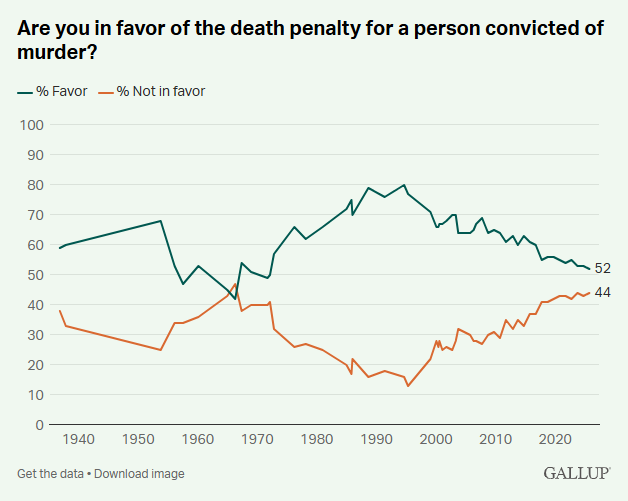 Are you in favor of the death penalty for a person convicted of
murder?
% Favor % Not in favor
100
90
80
70
60
50
40
30
20
10
0
52
44
1940 1950 1960 1970 1980 1990 2000 2010 2020
Get the data • Download image
GALLUP